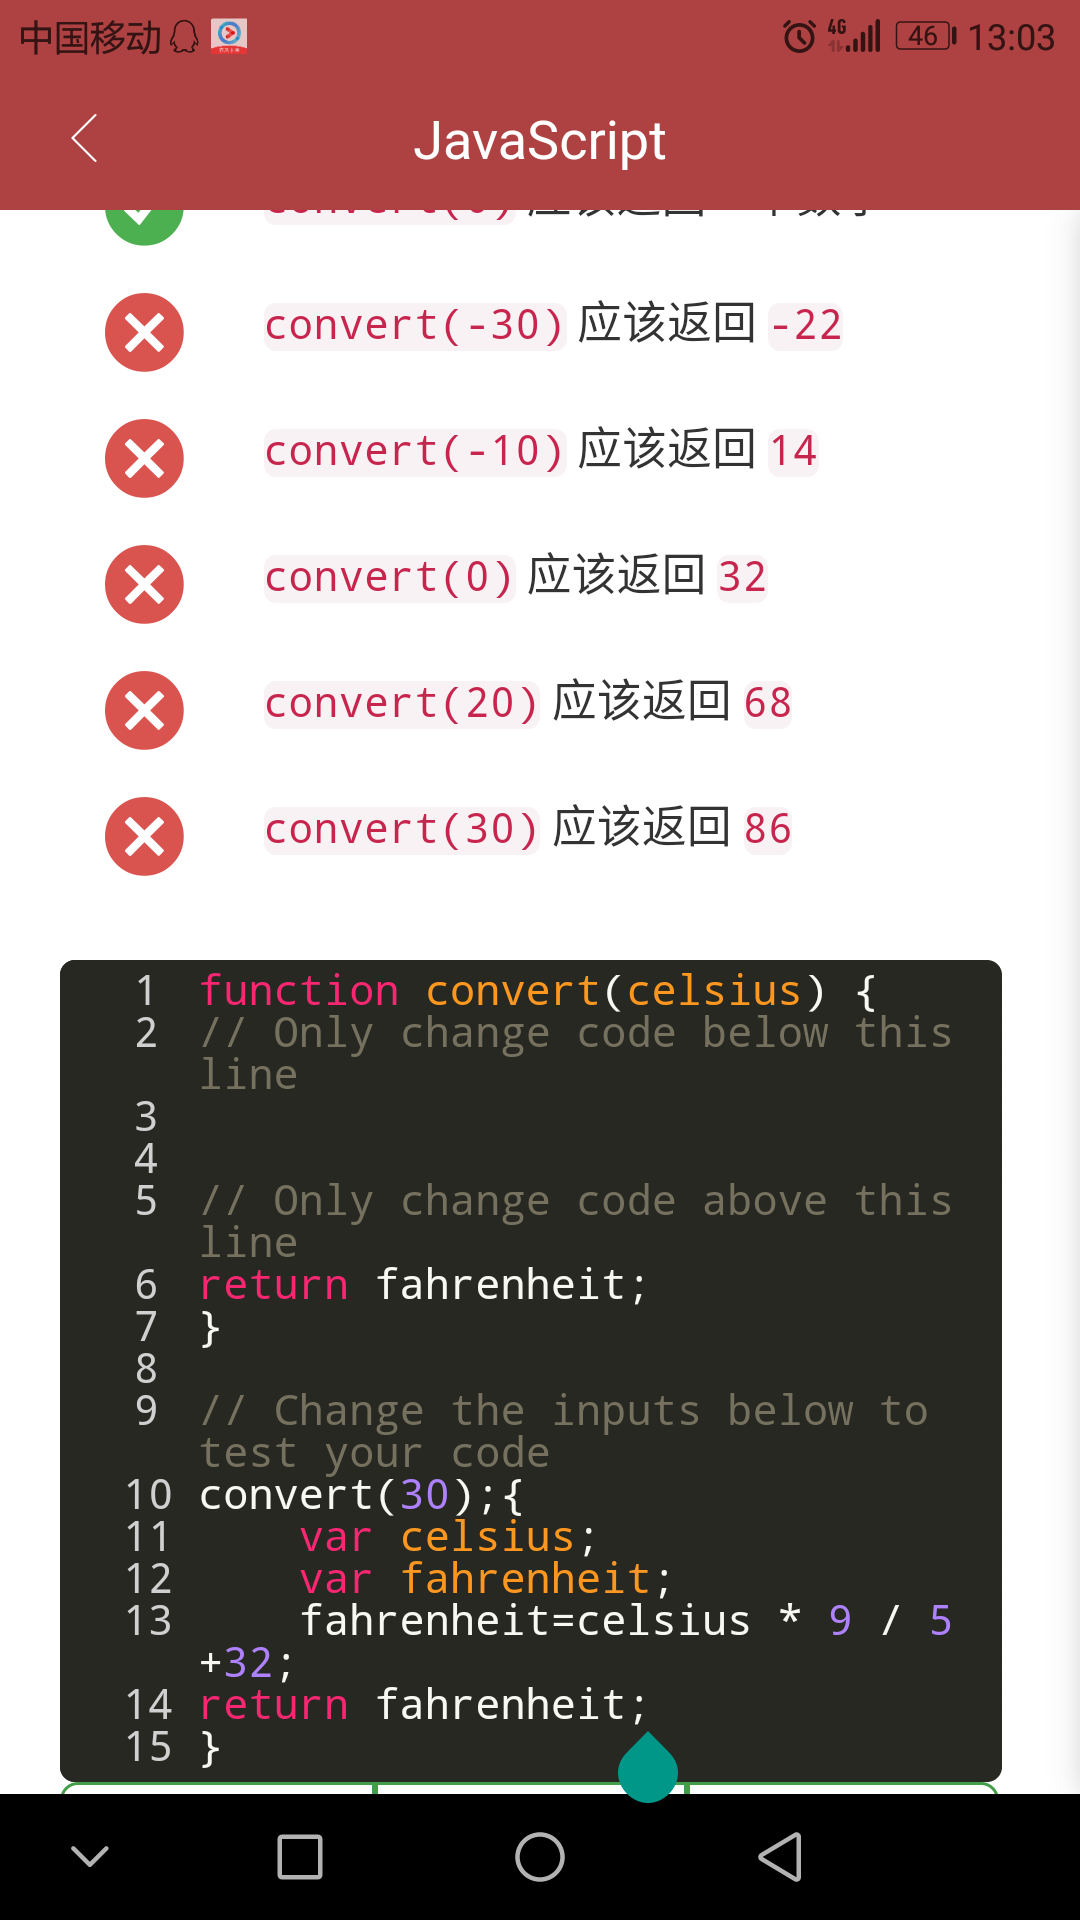 中国移动 4G 46 13:03
JavaScript
convert(-30) 应该返回 -22
convert(-10) 应该返回 14
convert(0) 应该返回 32
convert(20) 应该返回 68
convert(30) 应该返回 86
1 function convert(celsius) {
2 // Only change code below this
line
3
4
5 // Only change code above this
line
6 return fahrenheit;
7 }
8
9 // Change the inputs below to
test your code
10 convert(30);{
11 var celsius;
12 var fahrenheit;
13 fahrenheit=celsius * 9 / 5
+32;
14 return fahrenheit;
15 }